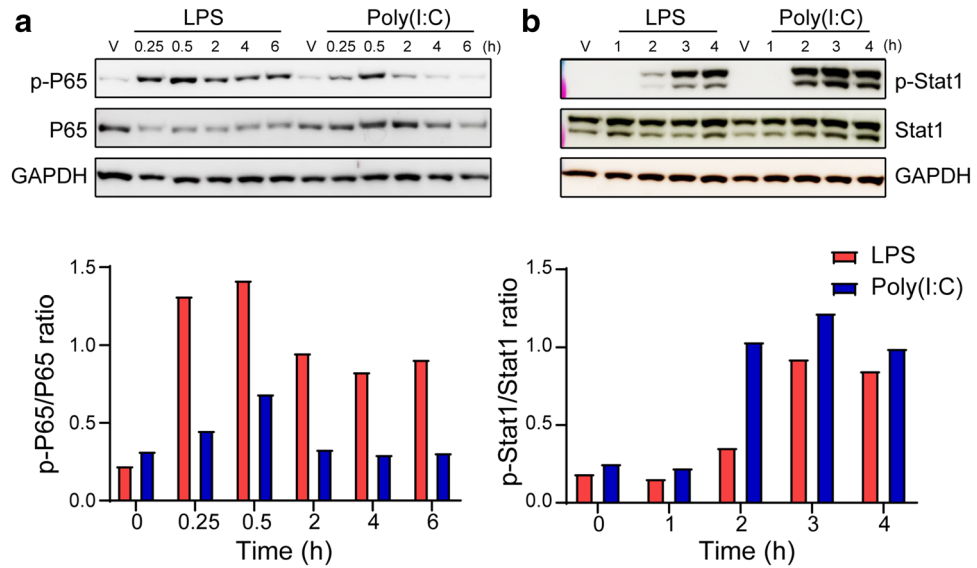 a
LPS Poly(I:C)
V 0.25 0.5 2 4 6 V 0.25 0.5 2 4 6 (h)
p-P65
P65
GAPDH
1.5
1.0
0.5
0.0
p-P65/P65 ratio
0 0.25 0.5 2 4 6
Time (h)
b
LPS Poly(I:C)
V 1 2 3 4 V 1 2 3 4 (h)
p-Stat1
Stat1
GAPDH
LPS
Poly(I:C)
1.5
1.0
0.5
0.0
p-Stat1/Stat1 ratio
0 1 2 3 4
Time (h)